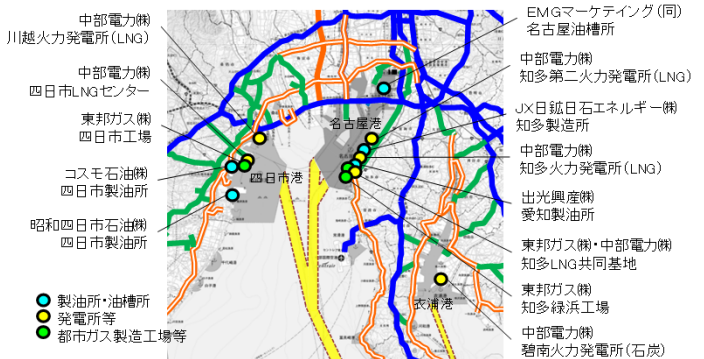 中部電力㈱
川越火力発電所(LNG)
中部電力㈱
四日市LNGセンター
東邦ガス㈱
四日市工場
コスモ石油㈱
四日市製油所
昭和四日市石油㈱
四日市製油所
製油所・油槽所
発電所等
都市ガス製造工場等
名古屋港
四日市港
衣浦港
EMGマーケテイング(同)
名古屋油槽所
中部電力㈱
知多第二火力発電所(LNG)
JX日鉱日石エネルギー㈱
知多製造所
中部電力㈱
知多火力発電所(LNG)
出光興産㈱
愛知製油所
東邦ガス㈱・中部電力㈱
知多LNG共同基地
東邦ガス㈱
知多緑浜工場
中部電力㈱
碧南火力発電所(石炭)